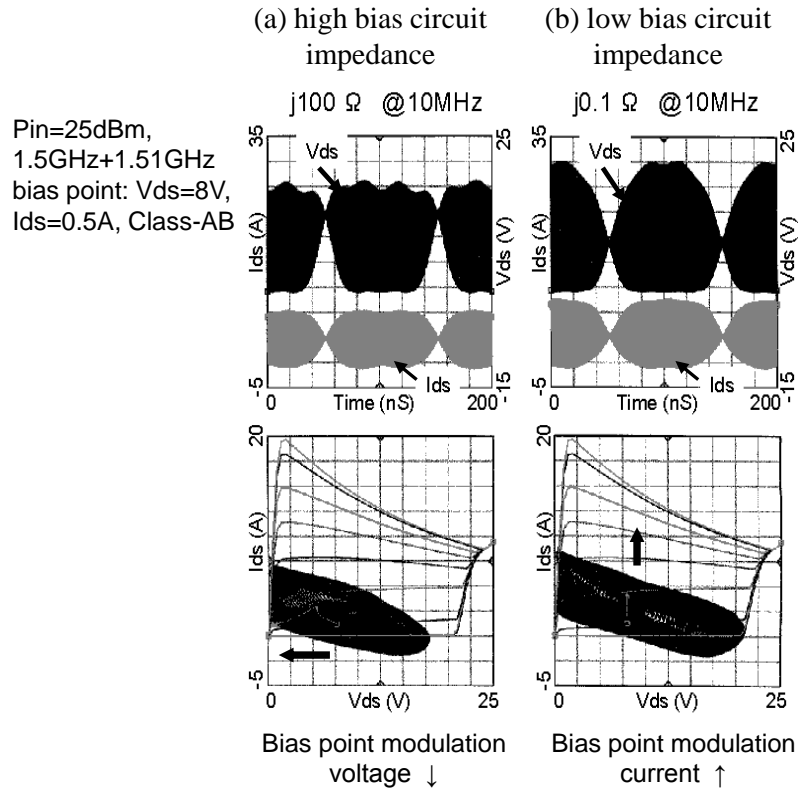 (a) high bias circuit
impedance
(b) low bias circuit
impedance
j100 Ω @10MHz
j0.1 Ω @10MHz
Pin=25dBm,
1.5GHz+1.51GHz
bias point: Vds=8V,
Ids=0.5A, Class-AB
35
25
Vds
Ids (A)
Vds (V)
Ids
-5
-15
0
Time (nS)
200
35
25
Vds
Ids (A)
Vds (V)
Ids
-5
-15
0
Time (nS)
200
20
Ids (A)
-5
0
Vds (V)
25
20
Ids (A)
-5
0
Vds (V)
25
Bias point modulation
voltage ↓
Bias point modulation
current ↑